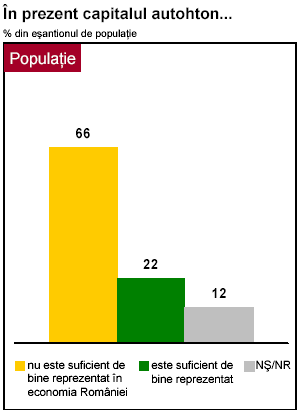 În prezent capitalul autohton...
% din eşantionul de populaţie
Populaţie
66
22
12
nu este suficient de
bine reprezentat în
economia României
este suficient de
bine reprezentat
NŞ/NR